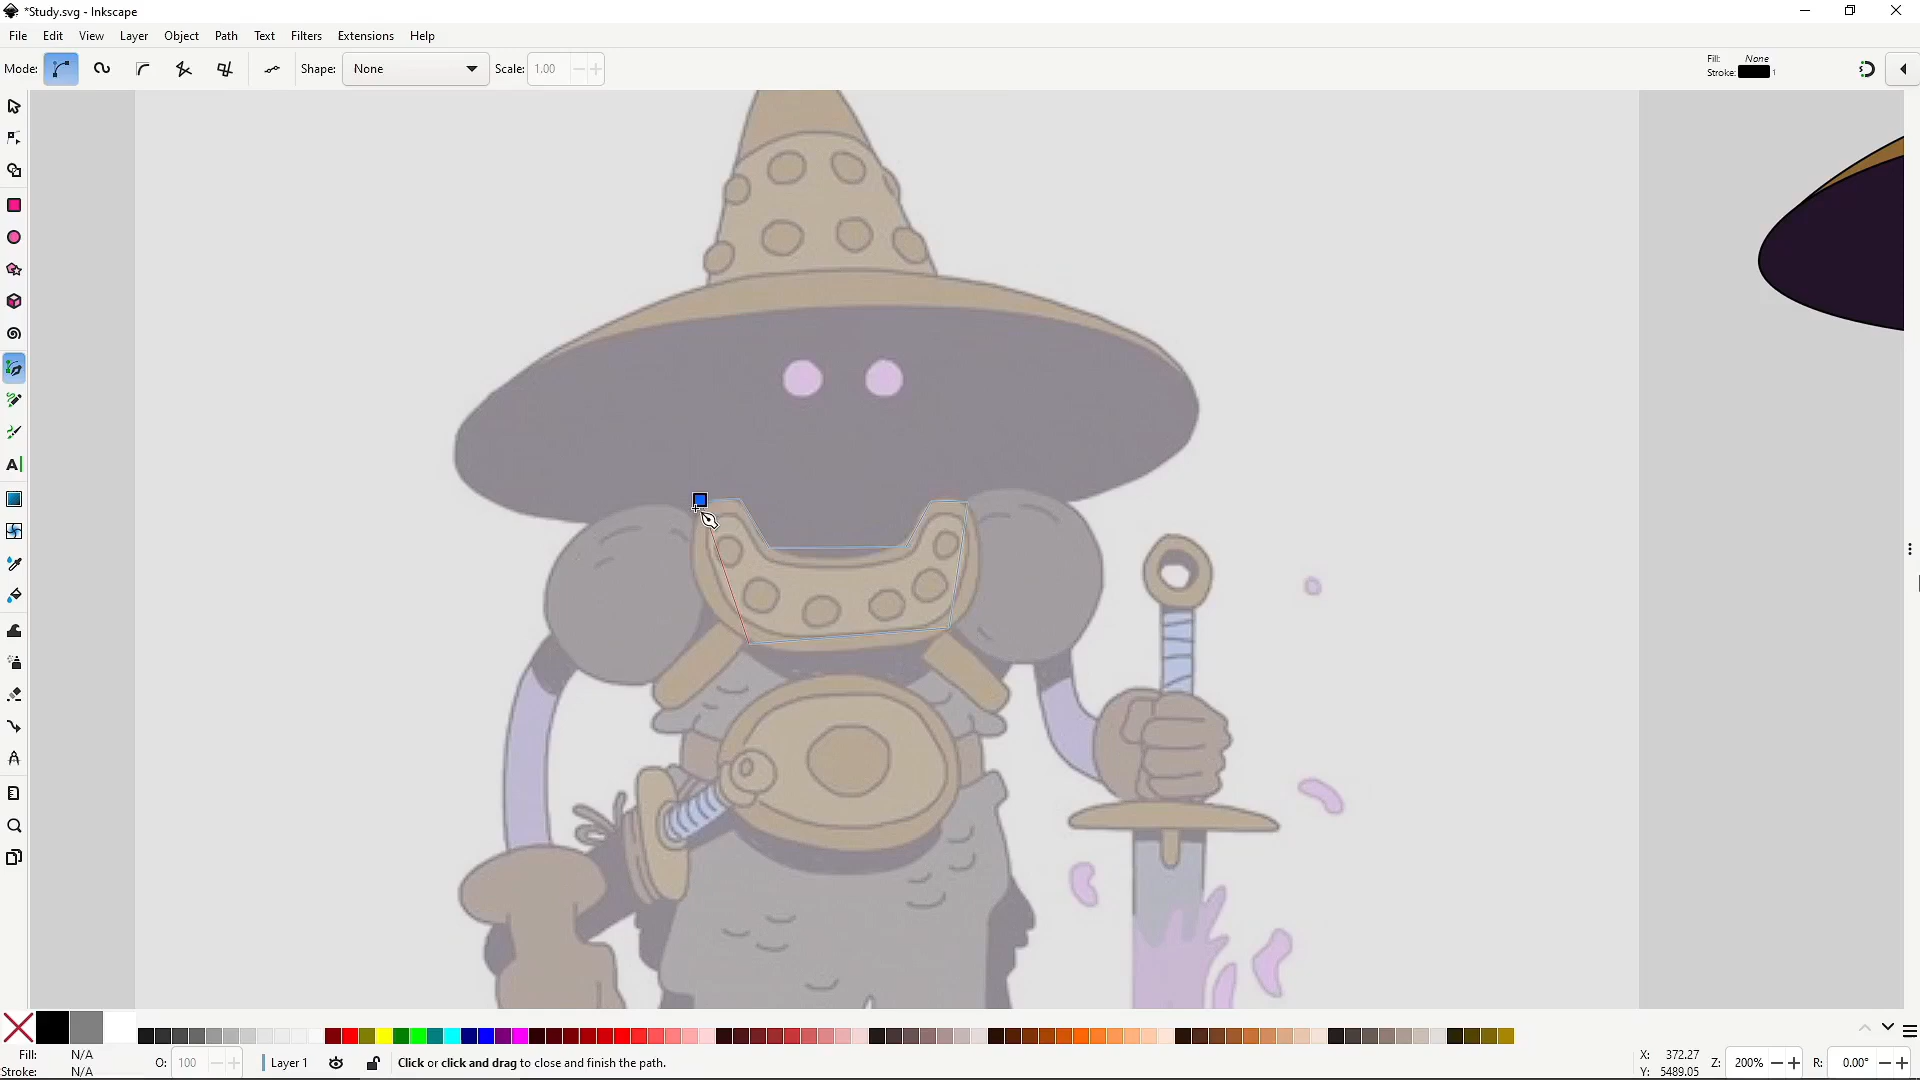 *Study.svg - Inkscape
File Edit View Layer Object Path Text Filters Extensions Help
Mode: Shape: None Scale: 1.00
Fill: None
Stroke: 1
A
Fill: N/A
Stroke: N/A
O: 100
Layer 1
Click or click and drag to close and finish the path.
X: 372.27
Y: 5489.05
Z: 200%
R: 0.00°